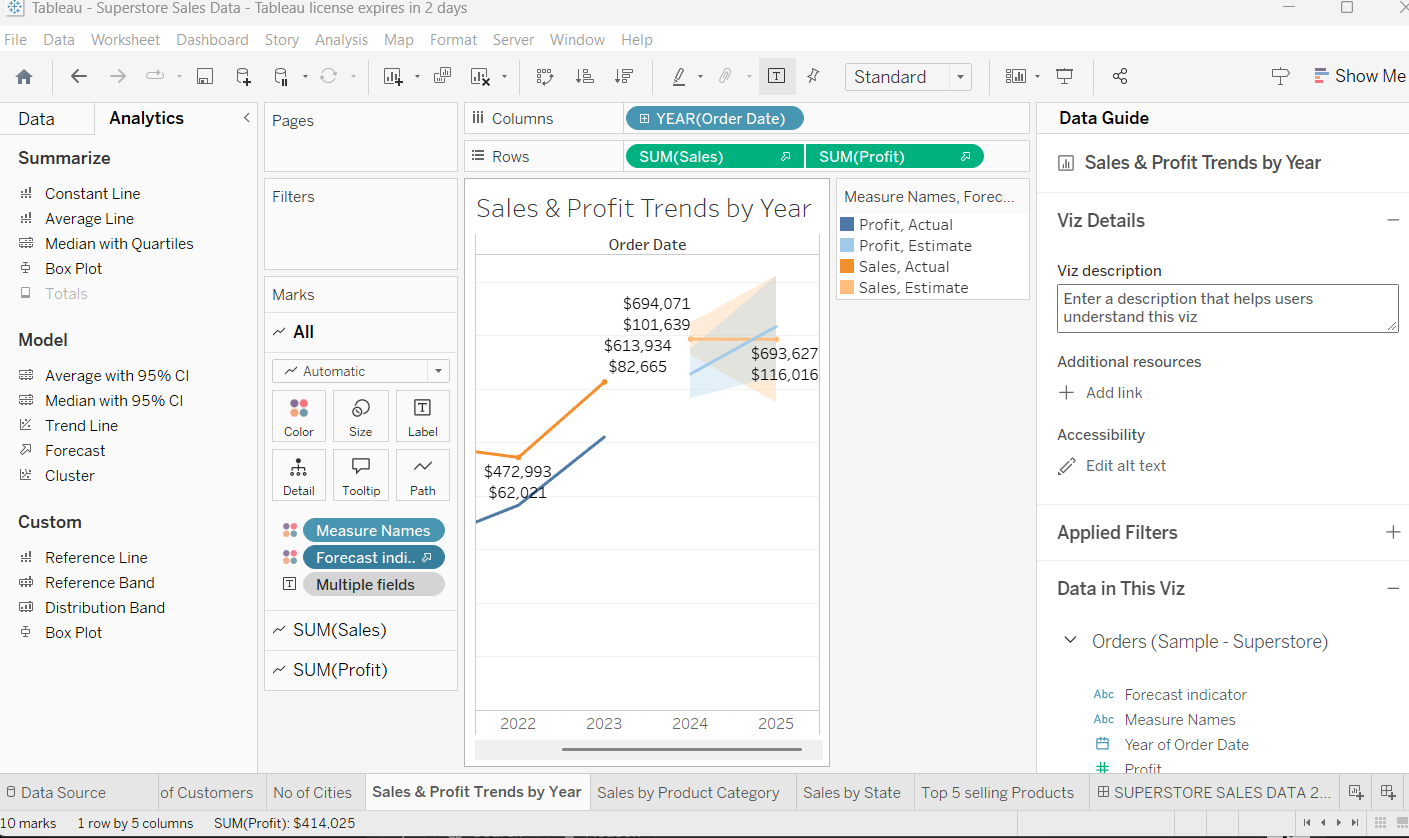 Tableau - Superstore Sales Data - Tableau license expires in 2 days
File Data Worksheet Dashboard Story Analysis Map Format Server Window Help
Standard
Show Me
Data
Analytics
Summarize
Constant Line
Average Line
Median with Quartiles
Box Plot
Totals
Model
Average with 95% CI
Median with 95% CI
Trend Line
Forecast
Cluster
Custom
Reference Line
Reference Band
Distribution Band
Box Plot
Pages
Filters
Marks
All
Automatic
Color
Size
Label
Detail
Tooltip
Path
Measure Names
Forecast indi..
Multiple fields
SUM(Sales)
SUM(Profit)
Columns
YEAR(Order Date)
Rows
SUM(Sales)
SUM(Profit)
Sales & Profit Trends by Year
Order Date
$694,071
$101,639
$613,934
$82,665
$693,627
$116,016
$472,993
$62,021
2022
2023
2024
2025
Measure Names, Forec...
Profit, Actual
Profit, Estimate
Sales, Actual
Sales, Estimate
Data Guide
Sales & Profit Trends by Year
Viz Details
Viz description
Enter a description that helps users
understand this viz
Additional resources
Add link
Accessibility
Edit alt text
Applied Filters
Data in This Viz
Orders (Sample - Superstore)
Abc Forecast indicator
Abc Measure Names
Year of Order Date
Profit
Data Source
of Customers
No of Cities
Sales & Profit Trends by Year
Sales by Product Category
Sales by State
Top 5 selling Products
SUPERSTORE SALES DATA 2...
10 marks
1 row by 5 columns
SUM(Profit): $414,025